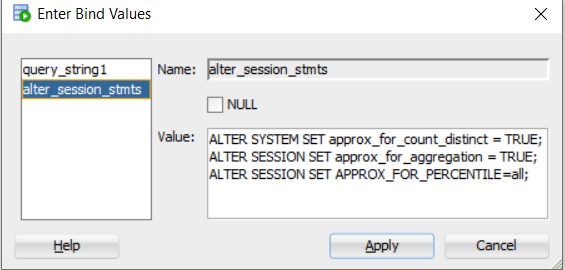 Enter Bind Values
query_string1
alter_session_stmts
Name: alter_session_stmts
NULL
Value: ALTER SYSTEM SET approx_for_count_distinct = TRUE;
ALTER SESSION SET approx_for_aggregation = TRUE;
ALTER SESSION SET APPROX_FOR_PERCENTILE=all;
Help Apply Cancel